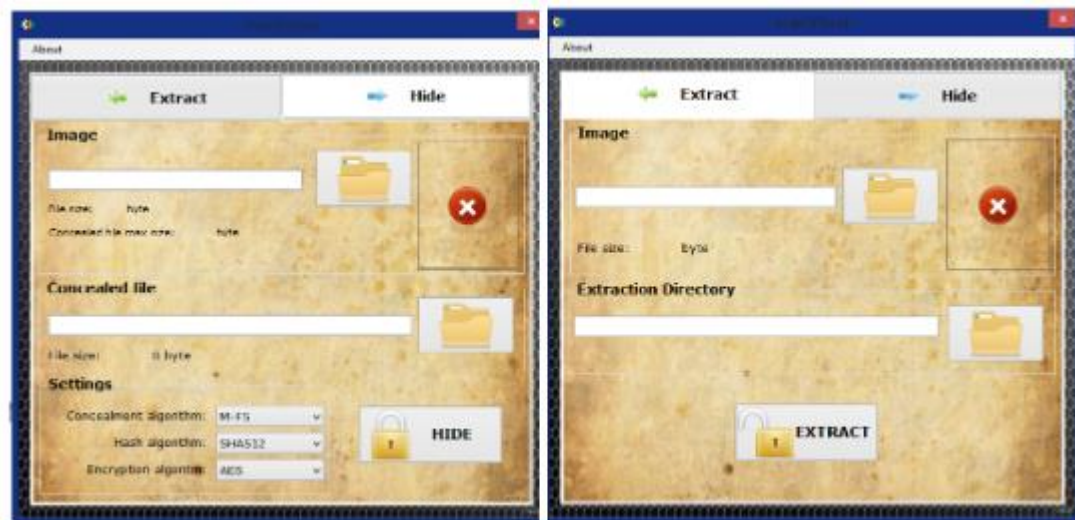 About
Extract
Hide
Image
File size: byte
Concealed file max size: byte
Concealed file
File size: 0 byte
Settings
Concealment algorithm: M-FS
Hash algorithm: SHA512
Encryption algoritm: AES
HIDE
About
Extract
Hide
Image
File size: byte
Extraction Directory
EXTRACT